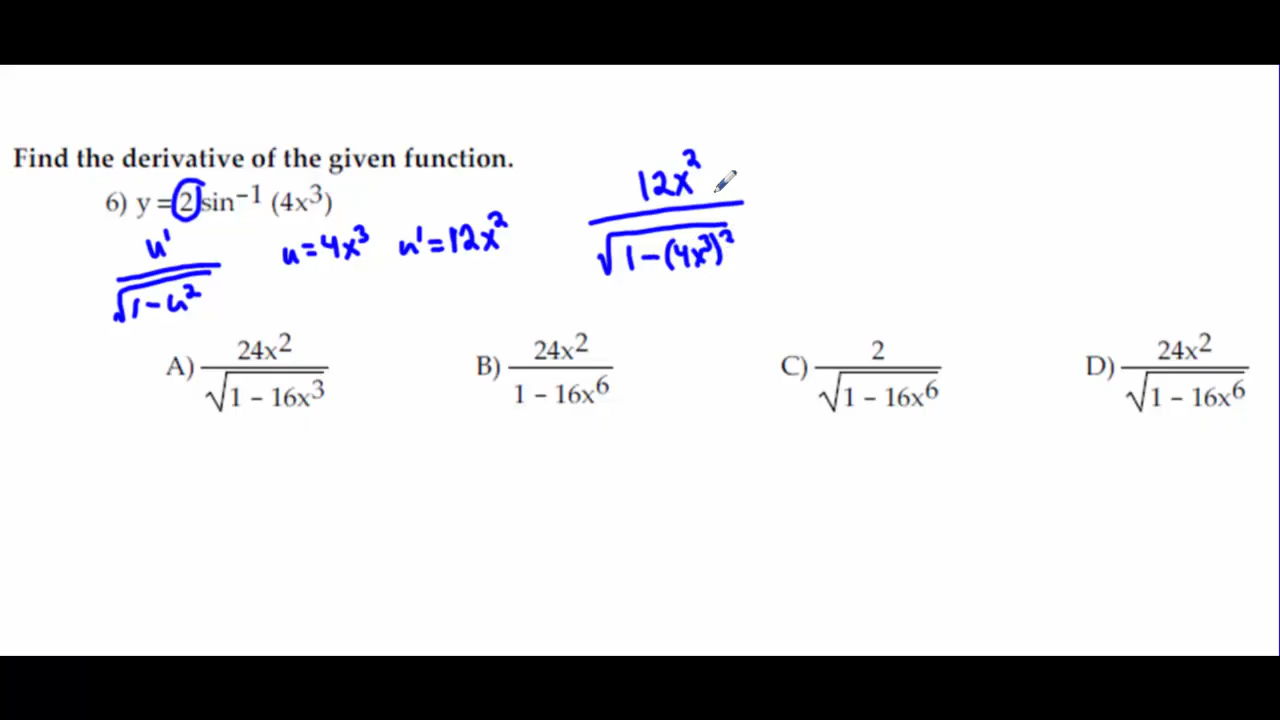 Find the derivative of the given function.
6) y = 2 sin⁻¹ (4x³)
u' / √(1 - u²)
u = 4x³  u' = 12x²
12x² / √(1 - (4x³)²)
A) 24x² / √(1 - 16x³)
B) 24x² / (1 - 16x⁶)
C) 2 / √(1 - 16x⁶)
D) 24x² / √(1 - 16x⁶)